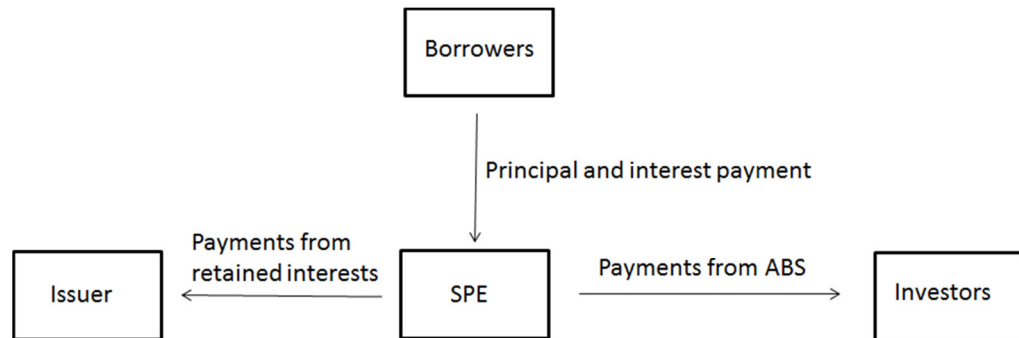 Borrowers
Principal and interest payment
Payments from
retained interests
Payments from ABS
Issuer
SPE
Investors